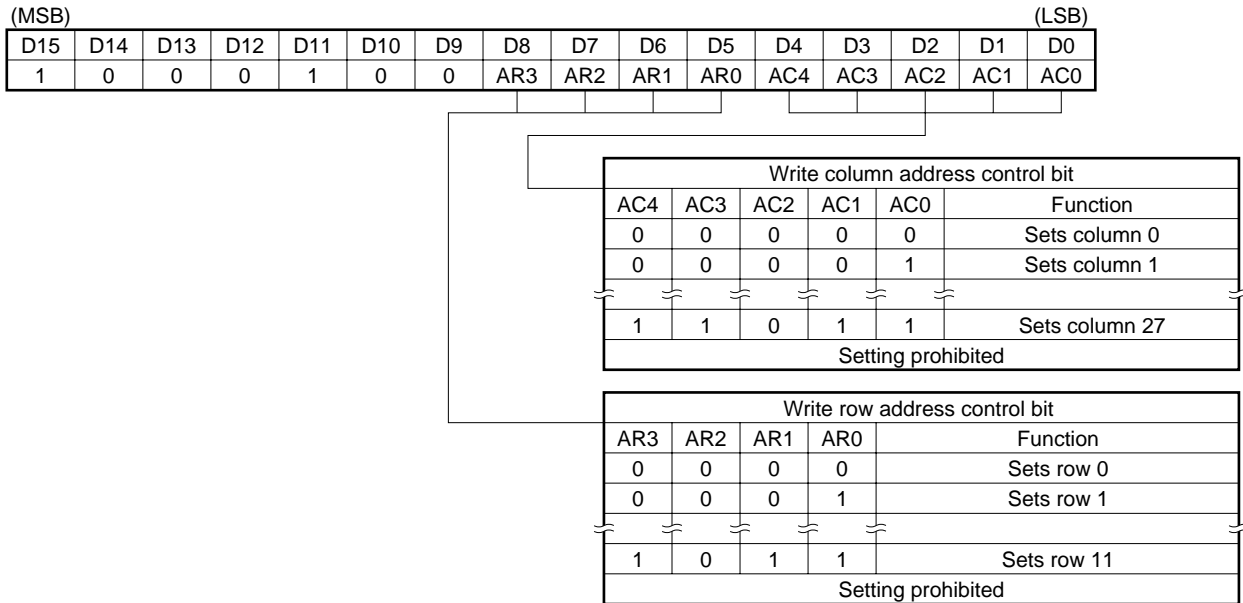 (MSB) (LSB)
D15 D14 D13 D12 D11 D10 D9 D8 D7 D6 D5 D4 D3 D2 D1 D0
1 0 0 0 1 0 0 AR3 AR2 AR1 AR0 AC4 AC3 AC2 AC1 AC0
Write column address control bit
AC4 AC3 AC2 AC1 AC0 Function
0 0 0 0 0 Sets column 0
0 0 0 0 1 Sets column 1
1 1 0 1 1 Sets column 27
Setting prohibited
Write row address control bit
AR3 AR2 AR1 AR0 Function
0 0 0 0 Sets row 0
0 0 0 1 Sets row 1
1 0 1 1 Sets row 11
Setting prohibited